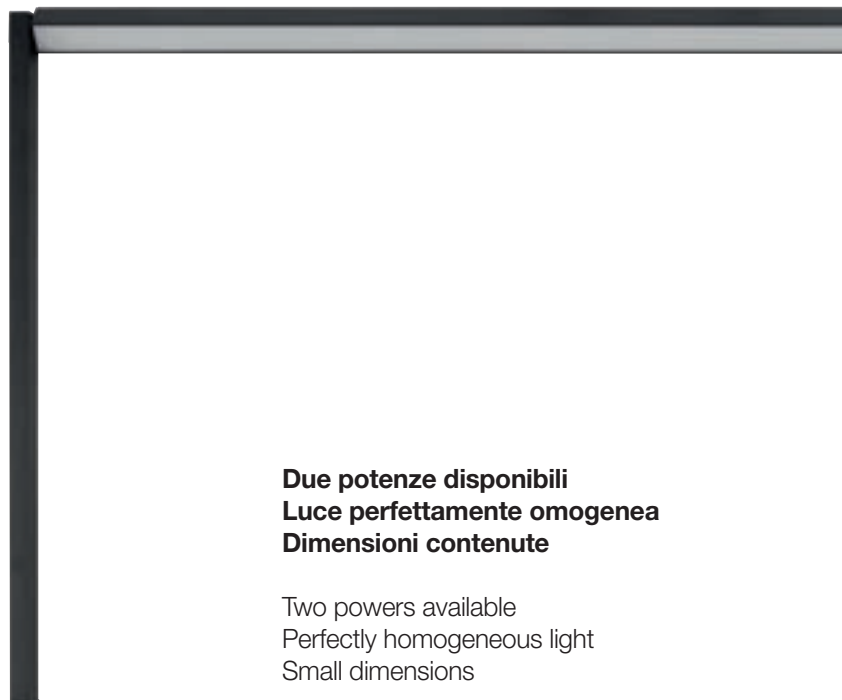 Due potenze disponibili
Luce perfettamente omogenea
Dimensioni contenute
Two powers available
Perfectly homogeneous light
Small dimensions